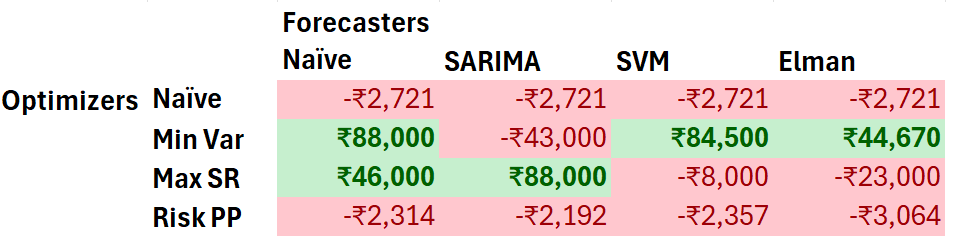 Forecasters
Naïve SARIMA SVM Elman
Optimizers Naïve -₹2,721 -₹2,721 -₹2,721 -₹2,721
Min Var ₹88,000 -₹43,000 ₹84,500 ₹44,670
Max SR ₹46,000 ₹88,000 -₹8,000 -₹23,000
Risk PP -₹2,314 -₹2,192 -₹2,357 -₹3,064